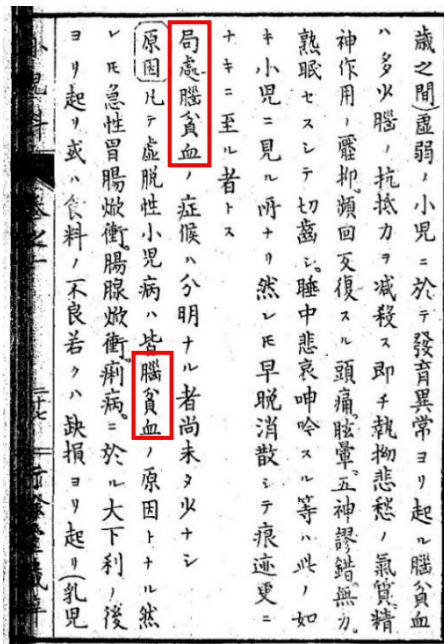 歳之間)虛弱ノ小児ニ於テ發育異常ヨリ起ル腦貧血
ハ多少腦ノ抗抵力ヲ減殺ス即チ執拗悲愁ノ氣質、精
神作用ノ壓抑、頻回反復スル頭痛、眩暈、五神謬錯、無力、
熟眠セスシテ切齒シ、睡中悲哀呻吟スル等ハ此ノ如
キ小児ニ見ル所ナリ然レ𪜈早晩消散シテ痕迹更ニ
ナキニ至ル者トス
局處腦貧血ノ症候ハ分明ナル者尚未タ少ナシ
原因 凡テ虛脱性小児病ハ皆腦貧血ノ原因トナル然
レ𪜈急性胃腸焮衝、腸腺焮衝、痢病、ニ於ル大下利ノ後
ヨリ起リ或ハ食料ノ不良若クハ缺損ヨリ起リ(乳児